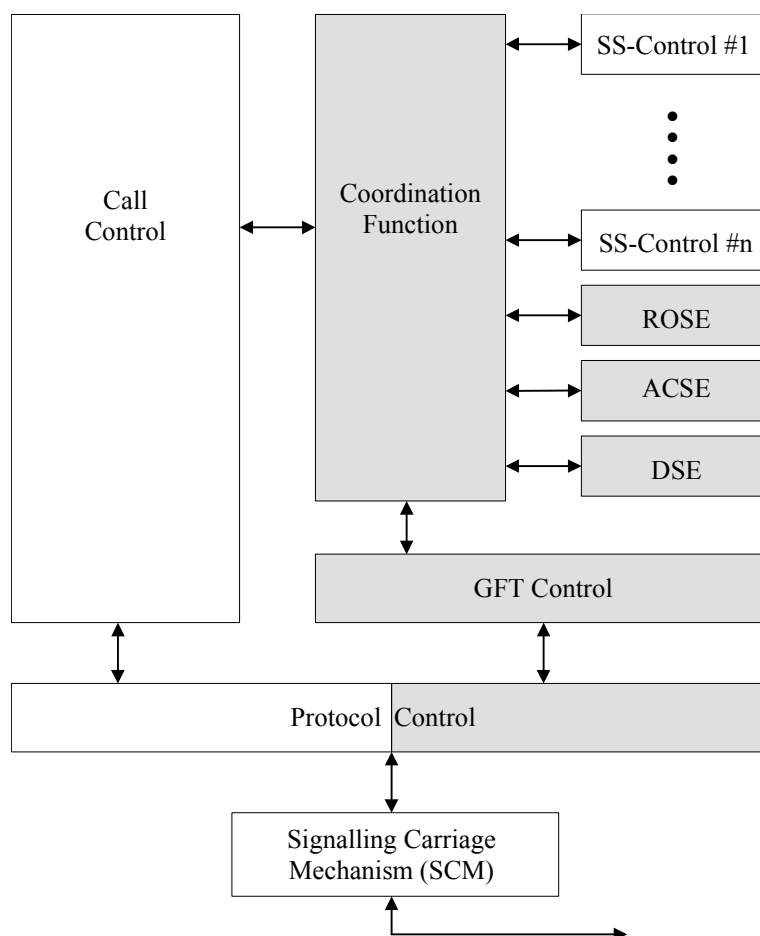 SS-Control #1
Call
Control
Coordination
Function
SS-Control #n
ROSE
ACSE
DSE
GFT Control
Protocol Control
Signalling Carriage
Mechanism (SCM)